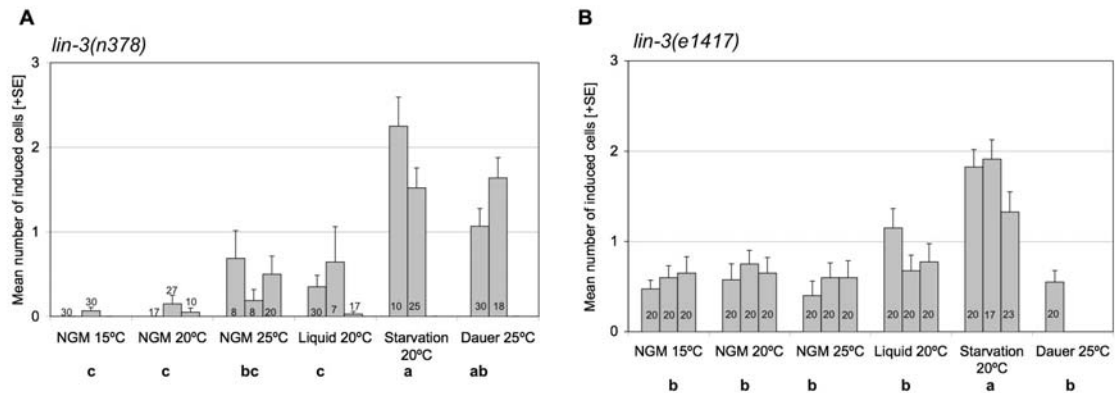 A
lin-3(n378)
Mean number of induced cells [+SE]
3
2
1
0
30 30
17 27 10
8 8 20
30 7 17
10 25
30 18
NGM 15ºC NGM 20ºC NGM 25ºC Liquid 20ºC Starvation 20ºC Dauer 25ºC
c c bc c a ab
B
lin-3(e1417)
Mean number of induced cells [+SE]
3
2
1
0
20 20 20
20 20 20
20 20 20
20 20 20
20 17 23
20
NGM 15ºC NGM 20ºC NGM 25ºC Liquid 20ºC Starvation 20ºC Dauer 25ºC
b b b b a b